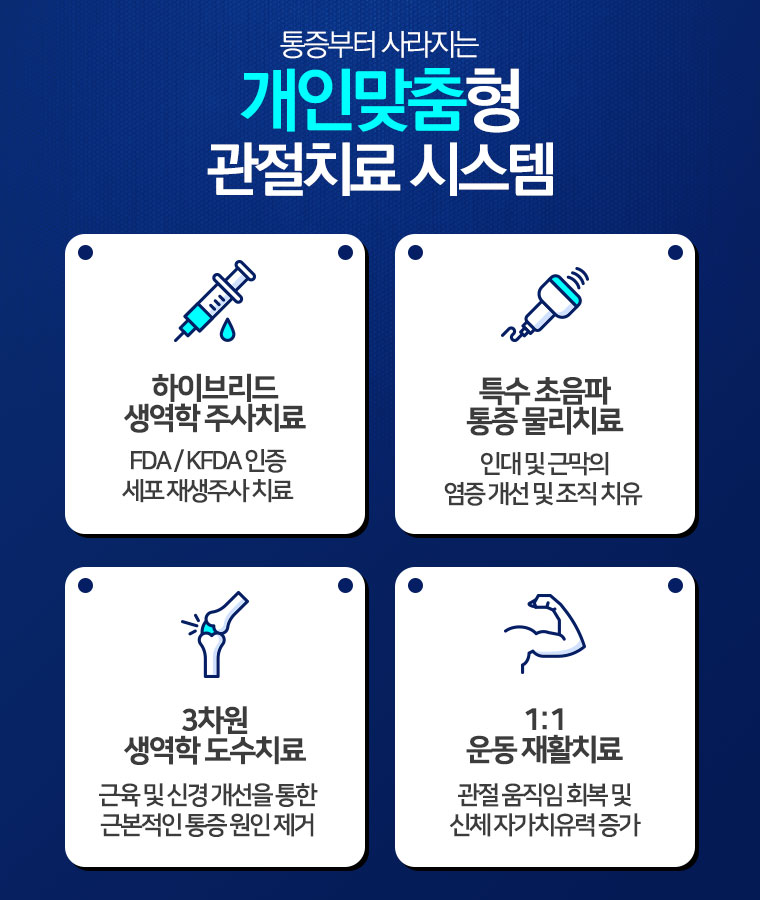 통증부터 사라지는
개인맞춤형
관절치료 시스템
하이브리드
생역학 주사치료
FDA / KFDA 인증
세포 재생주사 치료
특수 초음파
통증 물리치료
인대 및 근막의
염증 개선 및 조직 치유
3차원
생역학 도수치료
근육 및 신경 개선을 통한
근본적인 통증 원인 제거
1:1
운동 재활치료
관절 움직임 회복 및
신체 자가치유력 증가